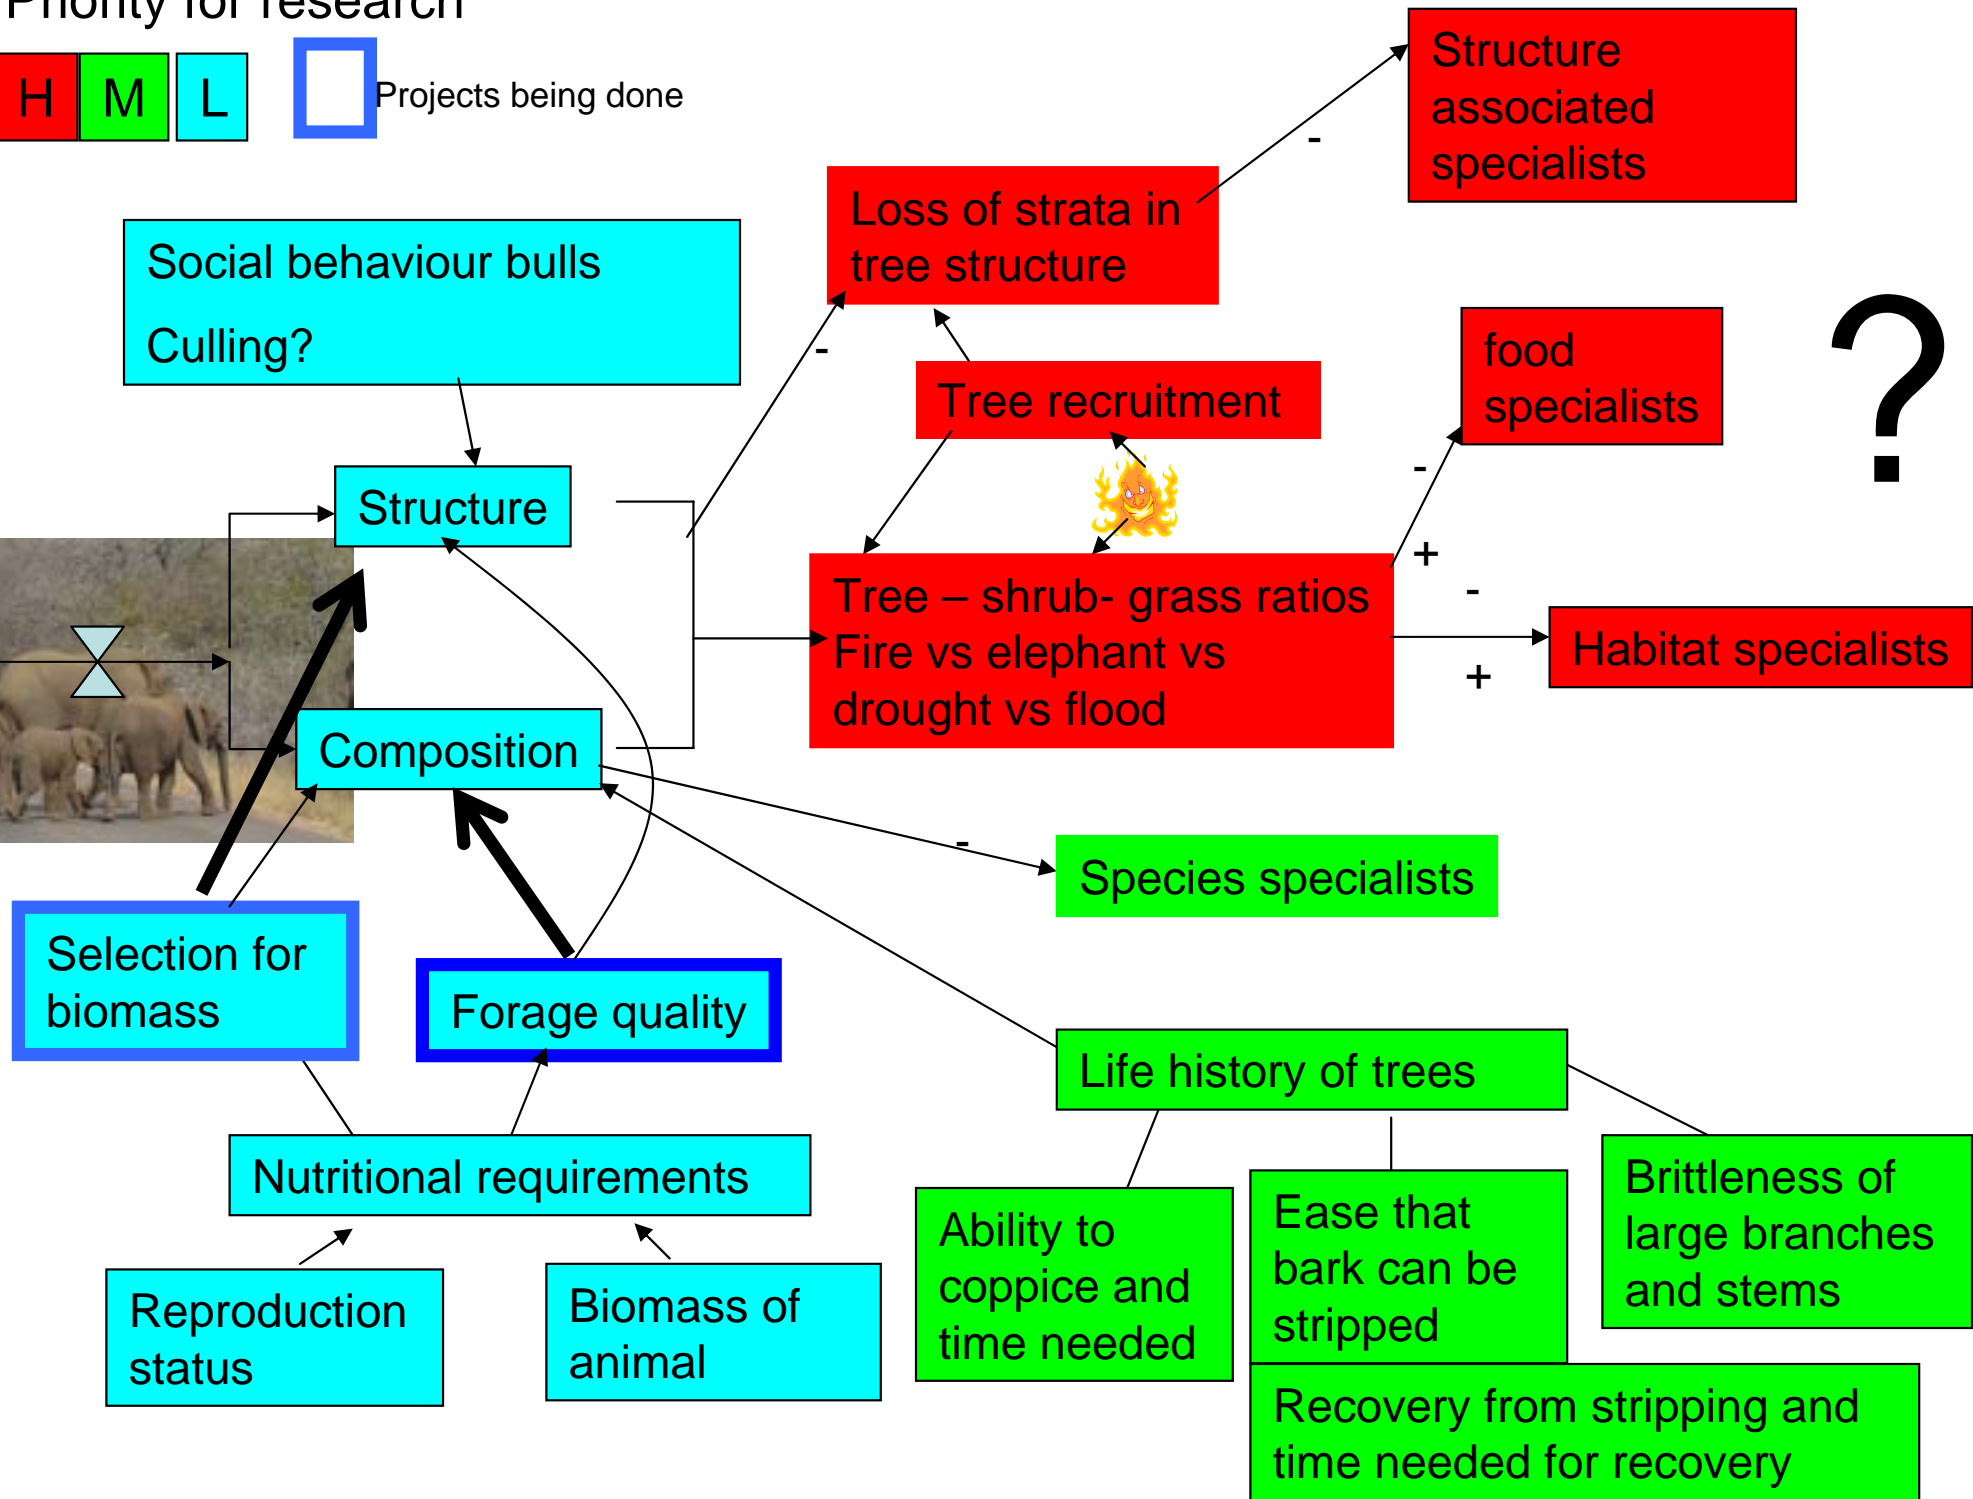 Priority for research
H M L
Projects being done
Structure
associated
specialists
Loss of strata in
tree structure
Social behaviour bulls
Culling?
food
specialists
?
Tree recruitment
-
-
-
+
Structure
Tree – shrub- grass ratios
Fire vs elephant vs
drought vs flood
-
+
Habitat specialists
Composition
-
Species specialists
Selection for
biomass
Forage quality
Life history of trees
Nutritional requirements
Ability to
coppice and
time needed
Ease that
bark can be
stripped
Brittleness of
large branches
and stems
Reproduction
status
Biomass of
animal
Recovery from stripping and
time needed for recovery